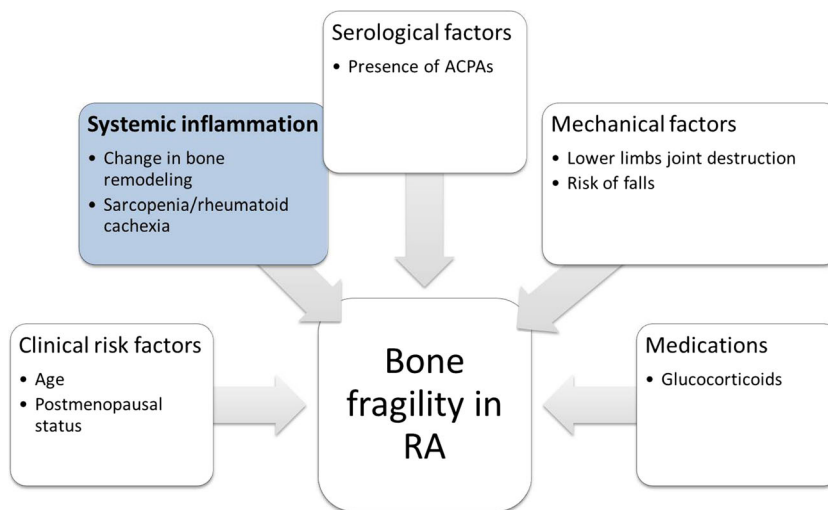 Serological factors
• Presence of ACPAs
Systemic inflammation
• Change in bone
remodeling
• Sarcopenia/rheumatoid
cachexia
Mechanical factors
• Lower limbs joint destruction
• Risk of falls
Clinical risk factors
• Age
• Postmenopausal
status
Bone
fragility in
RA
Medications
• Glucocorticoids